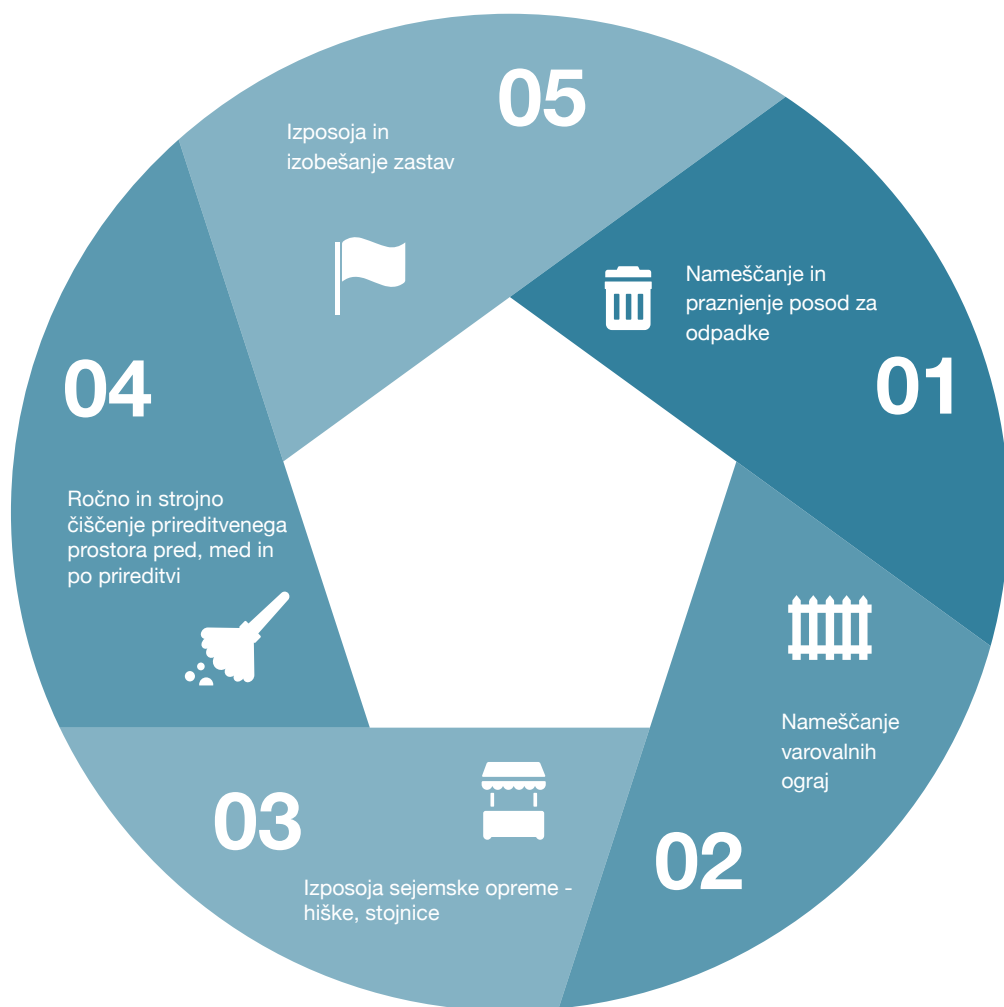 01
Nameščanje in
praznjenje posod za
odpadke
02
Nameščanje
varovalnih
ograj
03
Izposoja sejemske opreme -
hiške, stojnice
04
Ročno in strojno
čiščenje prireditvenega
prostora pred, med in
po prireditvi
05
Izposoja in
izobešanje zastav